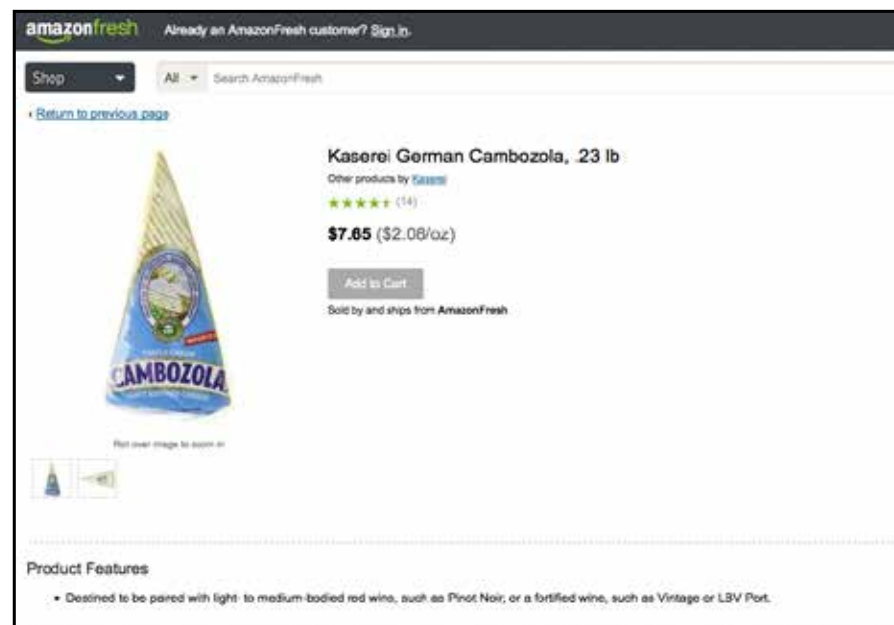 amazonfresh Already an AmazonFresh customer? Sign in.
Shop All Search AmazonFresh
‹ Return to previous page
Kaserei German Cambozola, .23 lb
Other products by Kaserei
(14)
$7.65 ($2.08/oz)
Add to Cart
Sold by and ships from AmazonFresh
CAMBOZOLA
Roll over image to zoom in
Product Features
• Destined to be paired with light- to medium-bodied red wine, such as Pinot Noir, or a fortified wine, such as Vintage or LBV Port.